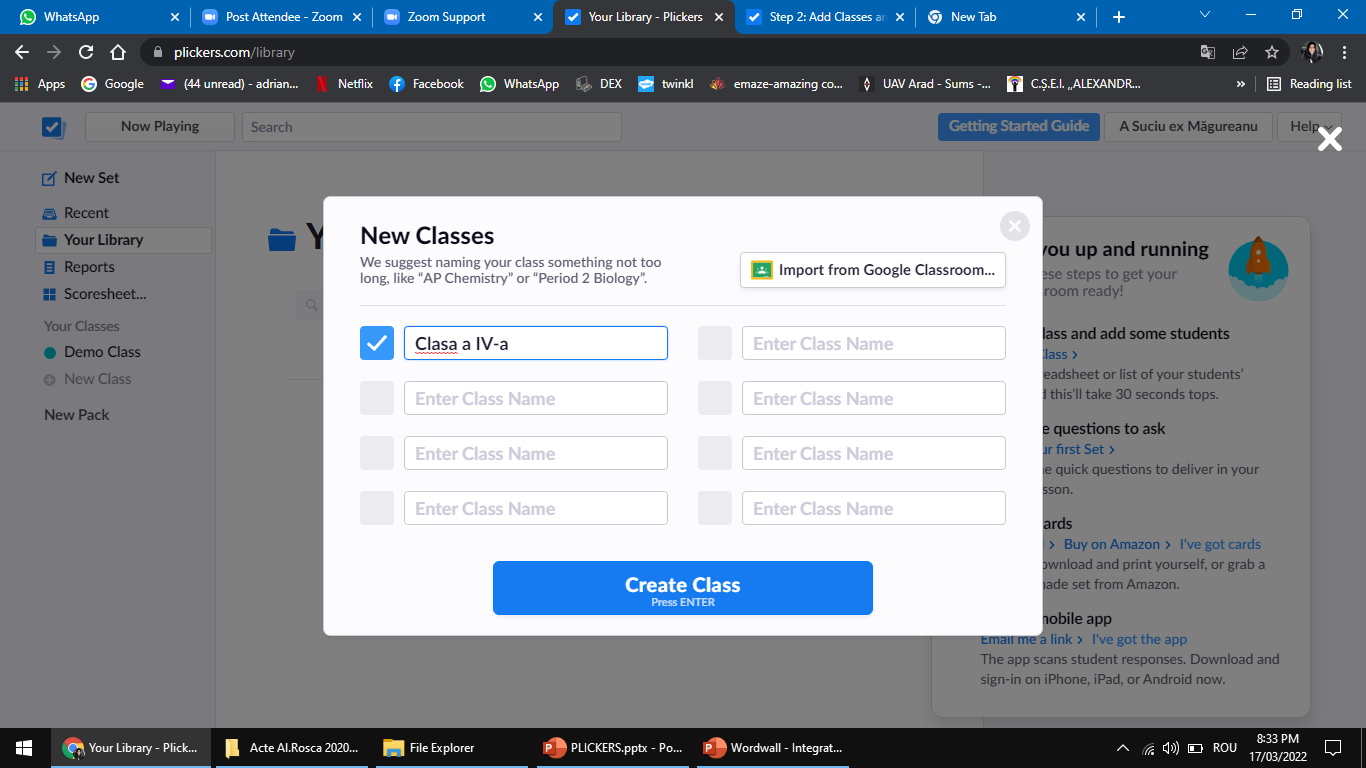 WhatsApp
Post Attendee - Zoom
Zoom Support
Your Library - Plickers
Step 2: Add Classes an
New Tab
plickers.com/library
Apps
Google
(44 unread) - adrian...
Netflix
Facebook
WhatsApp
DEX
twinkl
emaze-amazing co...
UAV Arad - Sums -...
C.Ș.E.I. „ALEXANDR...
»
Reading list
Now Playing
Search
Getting Started Guide
A Suciu ex Măgureanu
Help
New Set
Recent
Your Library
Reports
Scoresheet...
Your Classes
Demo Class
New Class
New Pack
Y
New Classes
We suggest naming your class something not too
long, like “AP Chemistry” or “Period 2 Biology”.
Import from Google Classroom...
Clasa a IV-a
Enter Class Name
Enter Class Name
Enter Class Name
Enter Class Name
Enter Class Name
Enter Class Name
Enter Class Name
Create Class
Press ENTER
you up and running
ese steps to get your
room ready!
lass and add some students
Class >
eadsheet or list of your students’
d this’ll take 30 seconds tops.
e questions to ask
ur first Set >
e quick questions to deliver in your
sson.
ards
> Buy on Amazon > I've got cards
ownload and print yourself, or grab a
ade set from Amazon.
obile app
Email me a link > I've got the app
The app scans student responses. Download and
sign-in on iPhone, iPad, or Android now.
Your Library - Plick...
Acte Al.Rosca 2020...
File Explorer
PLICKERS.pptx - Po...
Wordwall - Integrat...
ROU
8:33 PM
17/03/2022